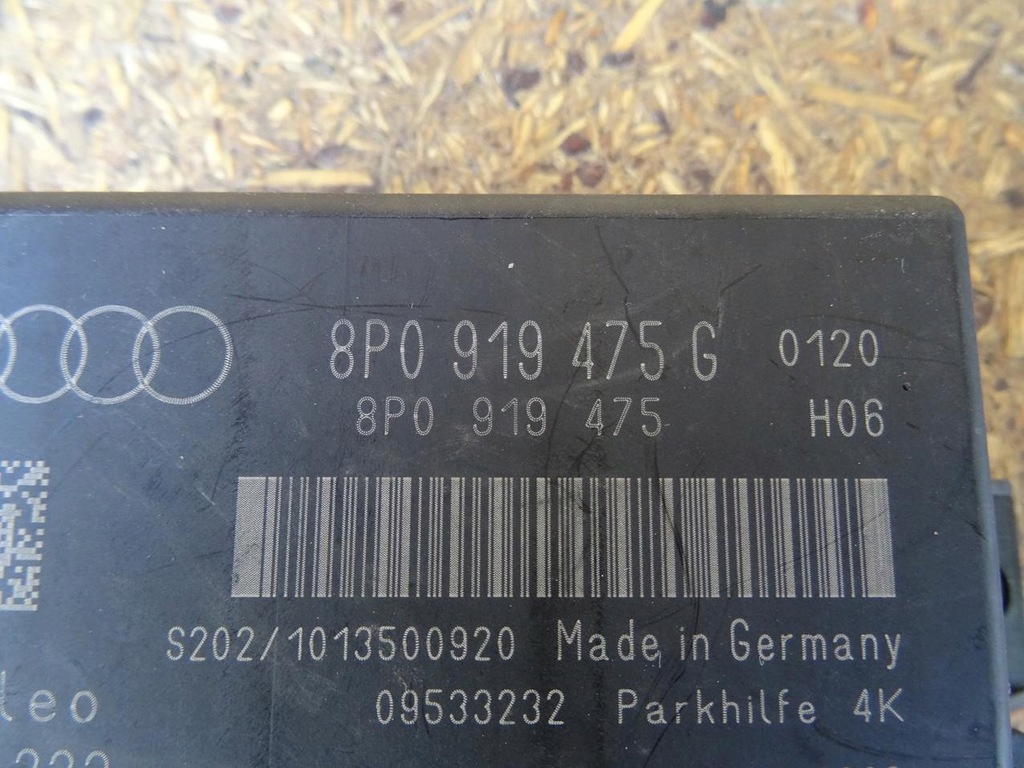 8P0 919 475 G 0120
8P0 919 475 H06
S202/1013500920 Made in Germany
leo 09533232 Parkhilfe 4K